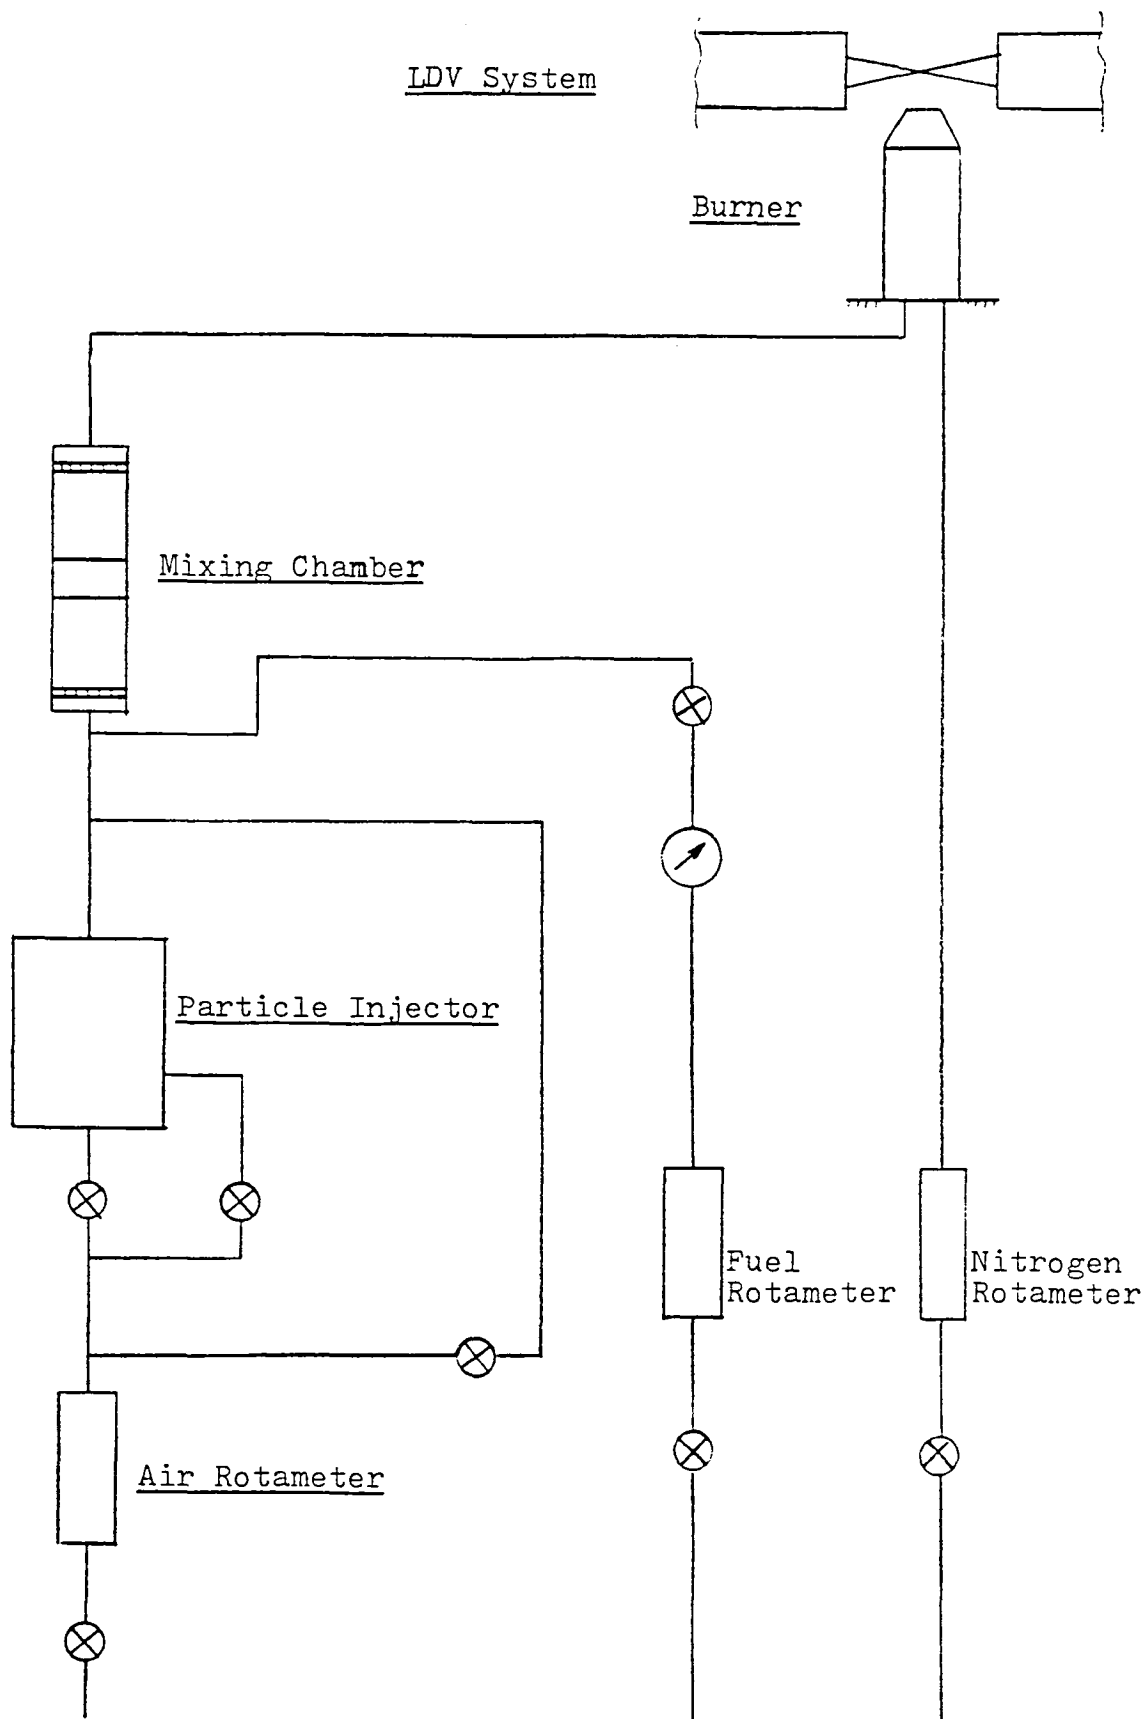 LDV System
Burner
Mixing Chamber
Particle Injector
Fuel
Rotameter
Nitrogen
Rotameter
Air Rotameter